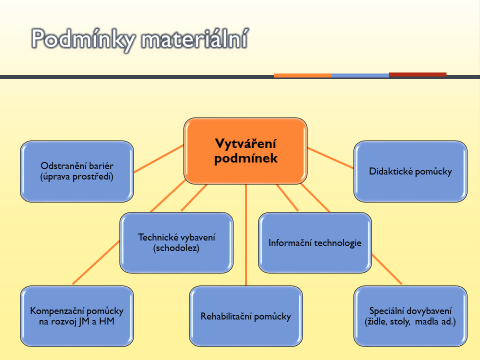 Podmínky materiální
Vytváření
podmínek
Odstranění bariér
(úprava prostředí)
Didaktické pomůcky
Technické vybavení
(schodolez)
Informační technologie
Kompenzační pomůcky
na rozvoj JM a HM
Rehabilitační pomůcky
Speciální dovybavení
(židle, stoly, madla ad.)